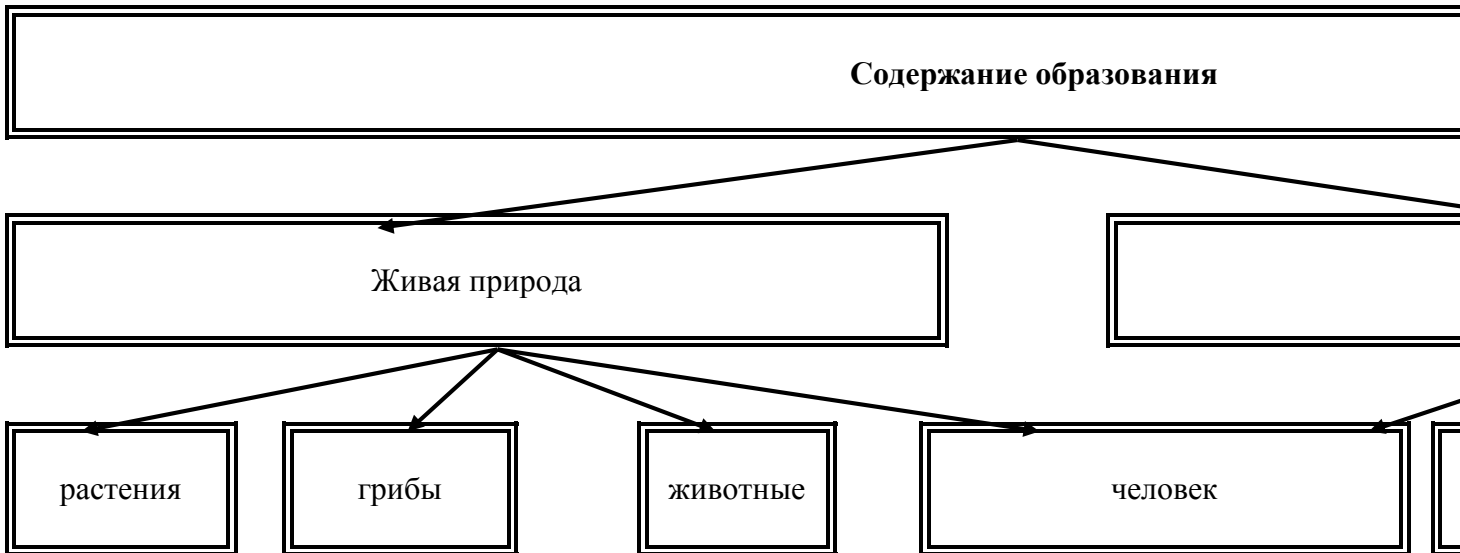 Содержание образования
Живая природа
растения
грибы
животные
человек